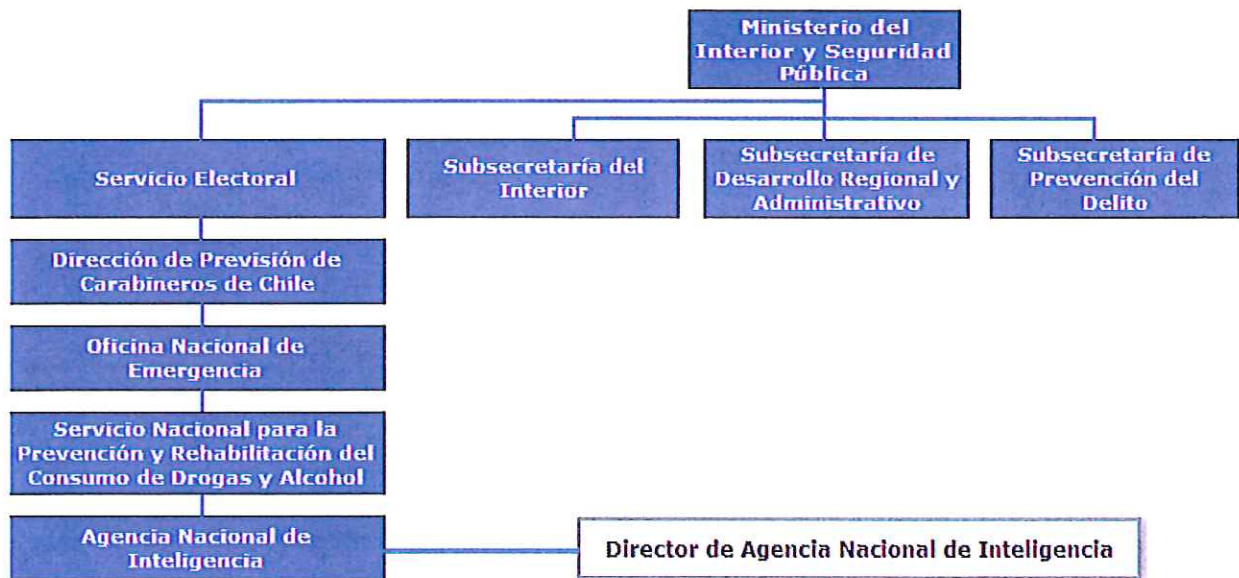 Ministerio del
Interior y Seguridad
Pública
Servicio Electoral
Subsecretaría del
Interior
Subsecretaría de
Desarrollo Regional y
Administrativo
Subsecretaría de
Prevención del
Delito
Dirección de Previsión de
Carabineros de Chile
Oficina Nacional de
Emergencia
Servicio Nacional para la
Prevención y Rehabilitación del
Consumo de Drogas y Alcohol
Agencia Nacional de
Inteligencia
Director de Agencia Nacional de Inteligencia